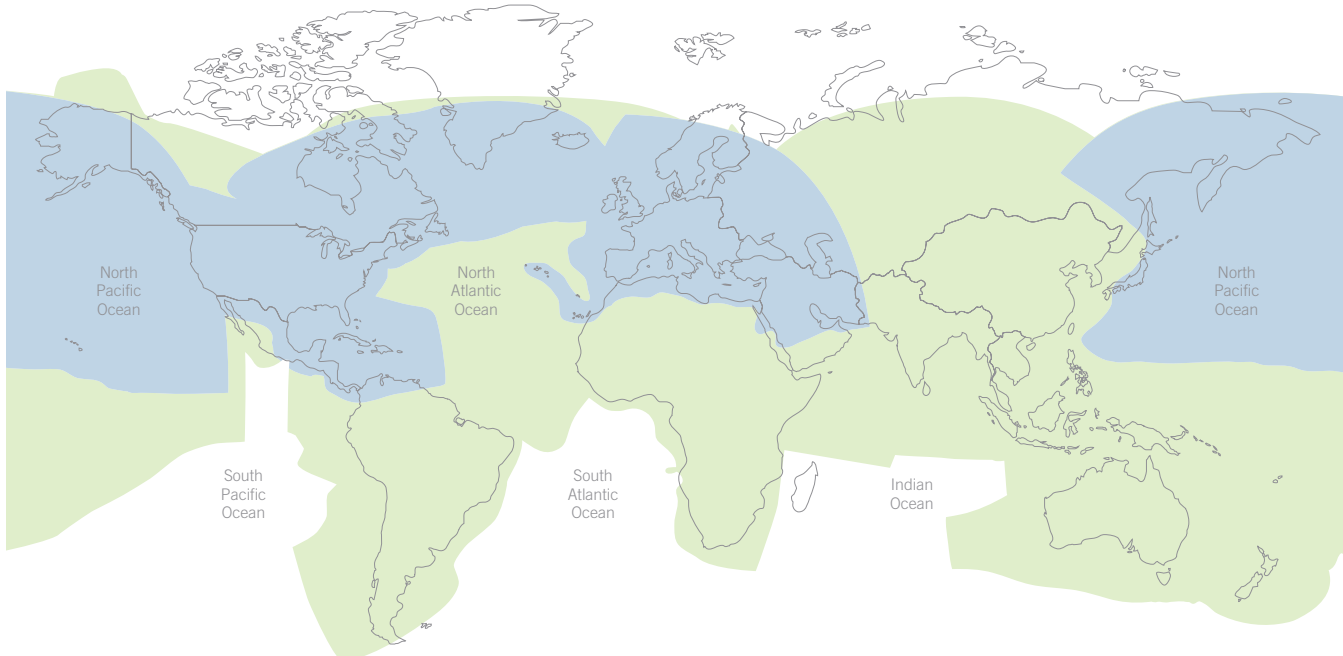 North
Pacific
Ocean
North
Atlantic
Ocean
North
Pacific
Ocean
South
Pacific
Ocean
South
Atlantic
Ocean
Indian
Ocean